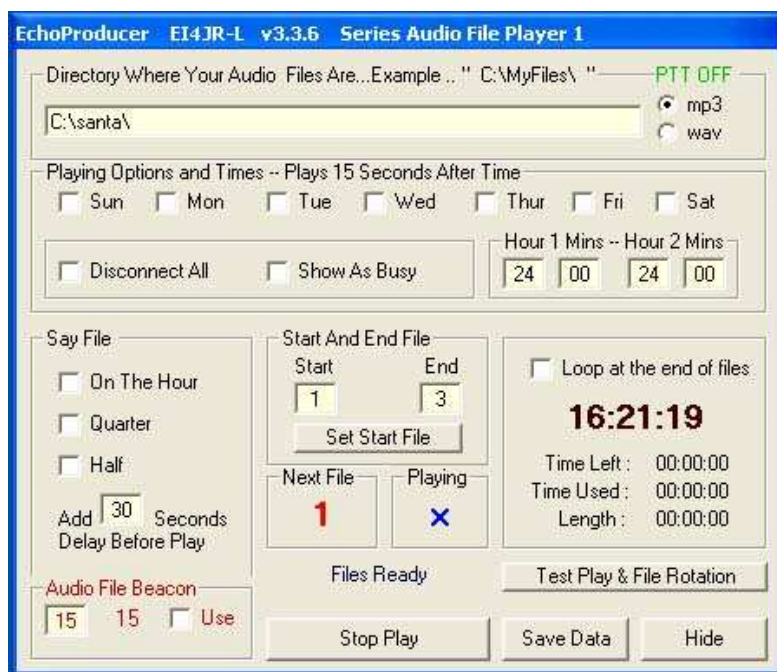 EchoProducer EI4JR-L v3.3.6 Series Audio File Player 1
Directory Where Your Audio Files Are...Example .. " C:\MyFiles\ "
PTT OFF
C:\santa\
mp3
wav
Playing Options and Times -- Plays 15 Seconds After Time
Sun Mon Tue Wed Thur Fri Sat
Disconnect All Show As Busy
Hour 1 Mins -- Hour 2 Mins
24 00 24 00
Say File
On The Hour
Quarter
Half
Add 30 Seconds
Delay Before Play
Start And End File
Start End
1 3
Set Start File
Next File Playing
1 ×
Loop at the end of files
16:21:19
Time Left : 00:00:00
Time Used : 00:00:00
Length : 00:00:00
Audio File Beacon
15 15 Use
Files Ready
Test Play & File Rotation
Stop Play Save Data Hide